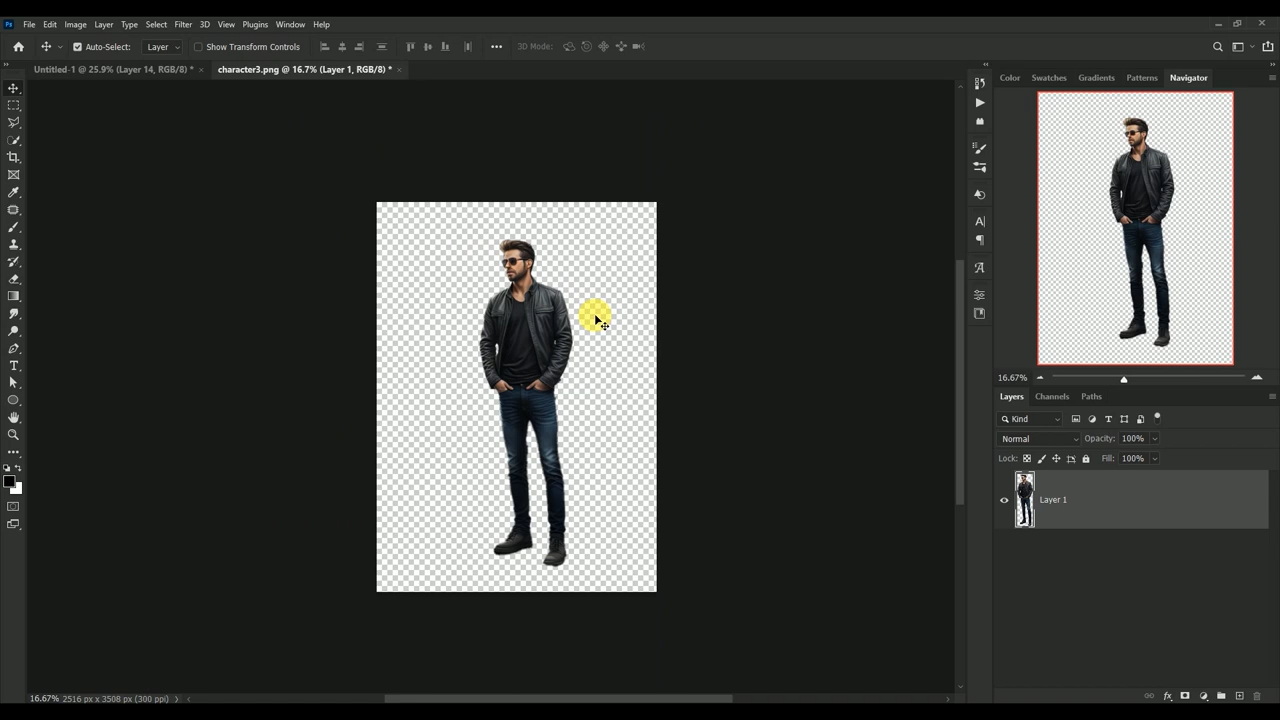 Ps File Edit Image Layer Type Select Filter 3D View Plugins Window Help
Auto-Select: Layer Show Transform Controls 3D Mode:
Untitled-1 @ 25.9% (Layer 14, RGB/8) * × character3.png @ 16.7% (Layer 1, RGB/8) * ×
Color Swatches Gradients Patterns Navigator
16.67%
Layers Channels Paths
Kind
Normal Opacity: 100%
Lock: Fill: 100%
Layer 1
16.67% 2516 px x 3508 px (300 ppi)